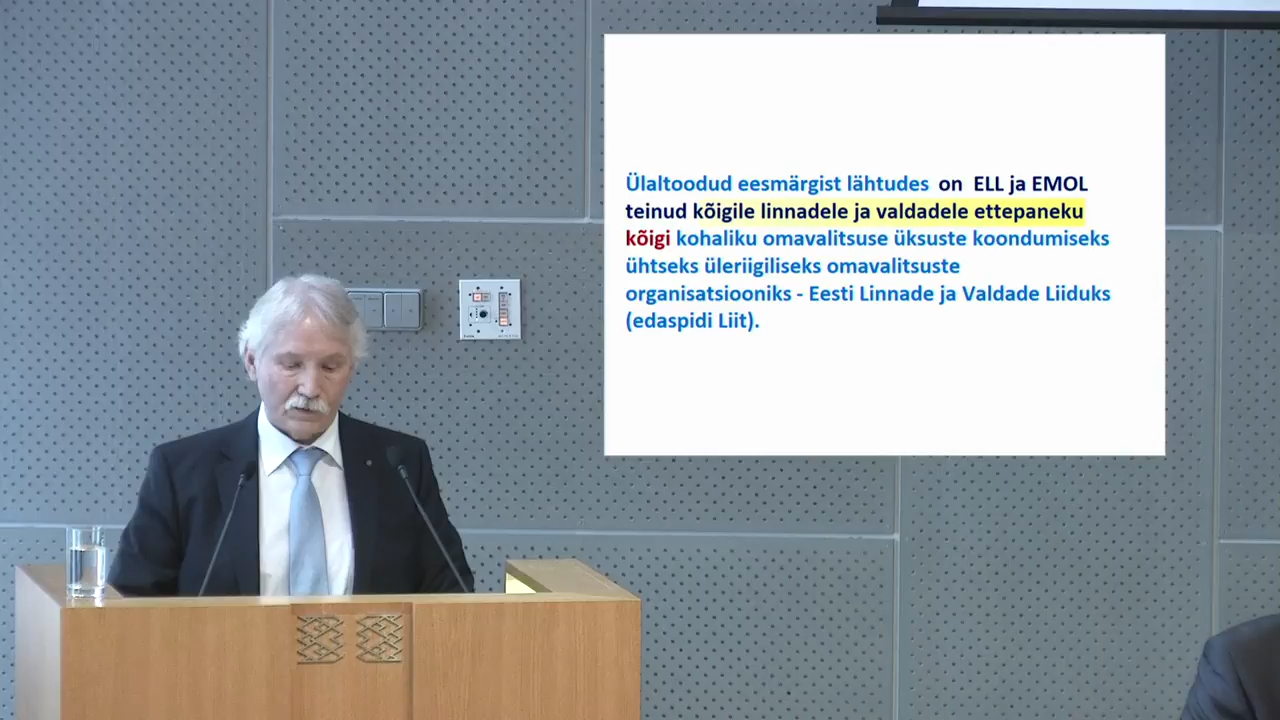 Ülaltoodud eesmärgist lähtudes on ELL ja EMOL
teinud kõigile linnadele ja valdadele ettepaneku
kõigi kohaliku omavalitsuse üksuste koondumiseks
ühtseks üleriigiliseks omavalitsuste
organisatsiooniks - Eesti Linnade ja Valdade Liiduks
(edaspidi Liit).